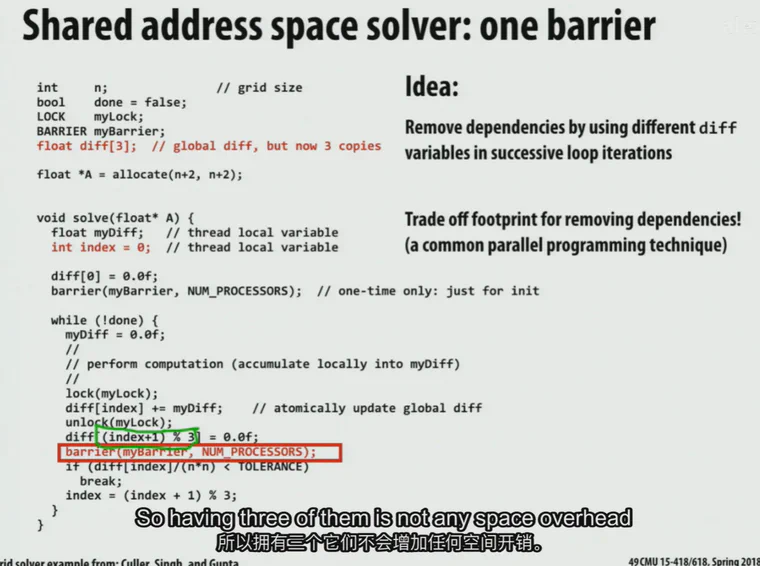 Shared address space solver: one barrier
int n; // grid size
bool done = false;
LOCK myLock;
BARRIER myBarrier;
float diff[3]; // global diff, but now 3 copies
float *A = allocate(n+2, n+2);
void solve(float* A) {
float myDiff; // thread local variable
int index = 0; // thread local variable
diff[0] = 0.0f;
barrier(myBarrier, NUM_PROCESSORS); // one-time only: just for init
while (!done) {
myDiff = 0.0f;
//
// perform computation (accumulate locally into myDiff)
//
lock(myLock);
diff[index] += myDiff; // atomically update global diff
unlock(myLock);
diff[(index+1) % 3] = 0.0f;
barrier(myBarrier, NUM_PROCESSORS);
if (diff[index]/(n*n) < TOLERANCE)
break;
index = (index + 1) % 3;
}
}
Idea:
Remove dependencies by using different diff
variables in successive loop iterations
Trade off footprint for removing dependencies!
(a common parallel programming technique)
So having three of them is not any space overhead
所以拥有三个它们不会增加任何空间开销。
rid solver example from: Culler, Singh, and Gupta
49 CMU 15-418/618, Spring 2018